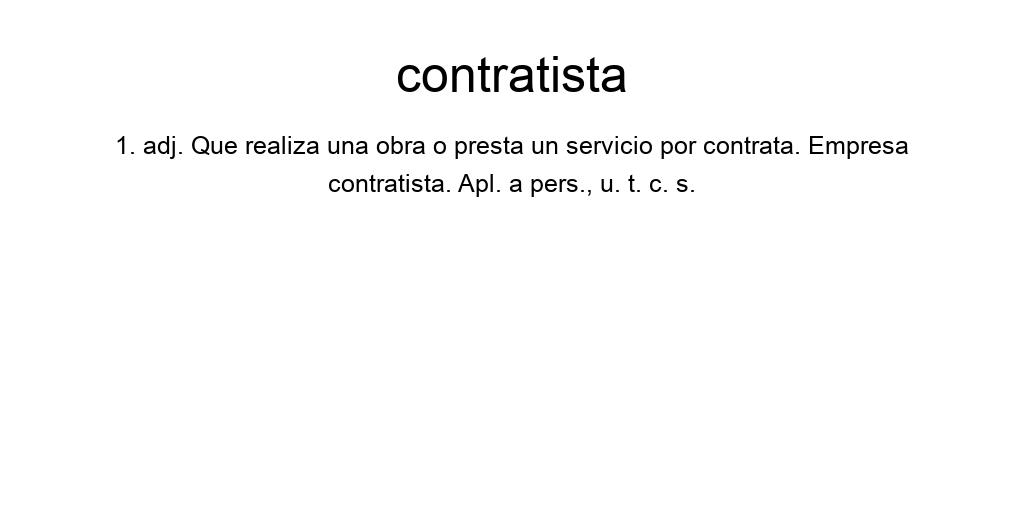 contratista
1. adj. Que realiza una obra o presta un servicio por contrata. Empresa
contratista. Apl. a pers., u. t. c. s.